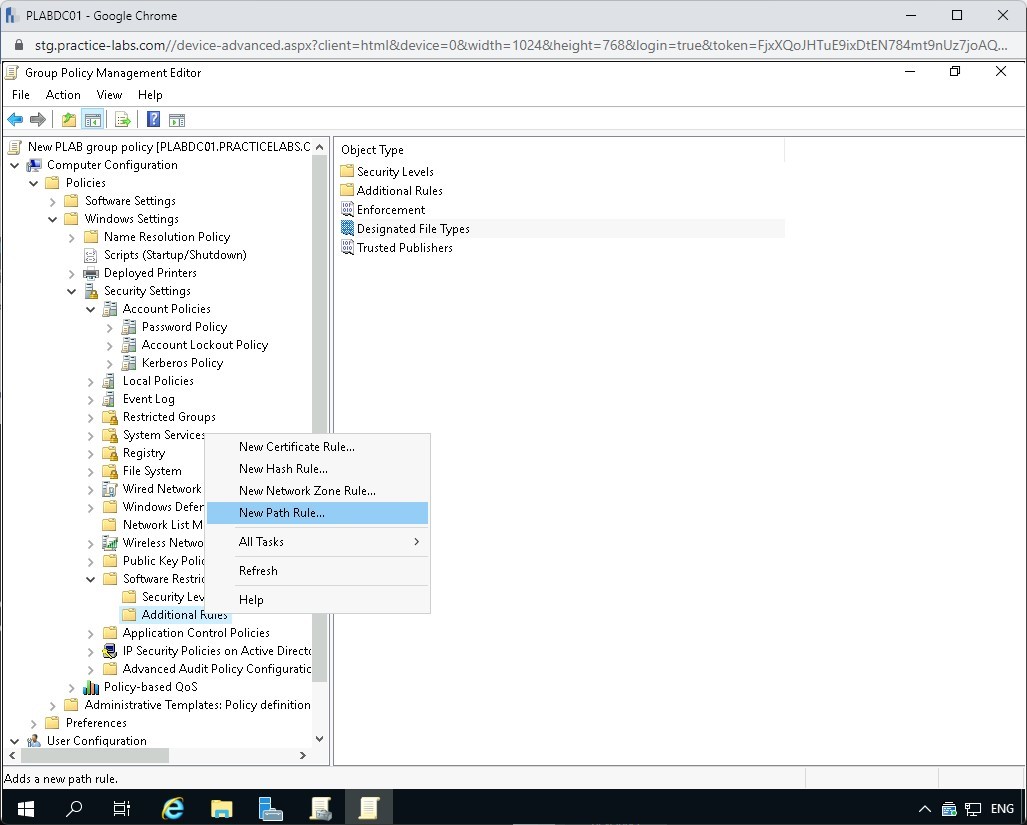 PLABDC01 - Google Chrome
stg.practice-labs.com//device-advanced.aspx?client=html&device=0&width=1024&height=768&login=true&token=FjxXQoJHTuE9ixDtEN784mt9nUz7joAQ...
Group Policy Management Editor
File Action View Help
New PLAB group policy [PLABDC01.PRACTICELABS.C
Computer Configuration
Policies
Software Settings
Windows Settings
Name Resolution Policy
Scripts (Startup/Shutdown)
Deployed Printers
Security Settings
Account Policies
Password Policy
Account Lockout Policy
Kerberos Policy
Local Policies
Event Log
Restricted Groups
System Services
Registry
File System
Wired Network
Windows Defer
Network List M
Wireless Netwo
Public Key Polic
Software Restric
Security Lev
Additional Rules
Application Control Policies
IP Security Policies on Active Directo
Advanced Audit Policy Configuratic
Policy-based QoS
Administrative Templates: Policy definition
Preferences
User Configuration
Object Type
Security Levels
Additional Rules
Enforcement
Designated File Types
Trusted Publishers
New Certificate Rule...
New Hash Rule...
New Network Zone Rule...
New Path Rule...
All Tasks
Refresh
Help
Adds a new path rule.
ENG